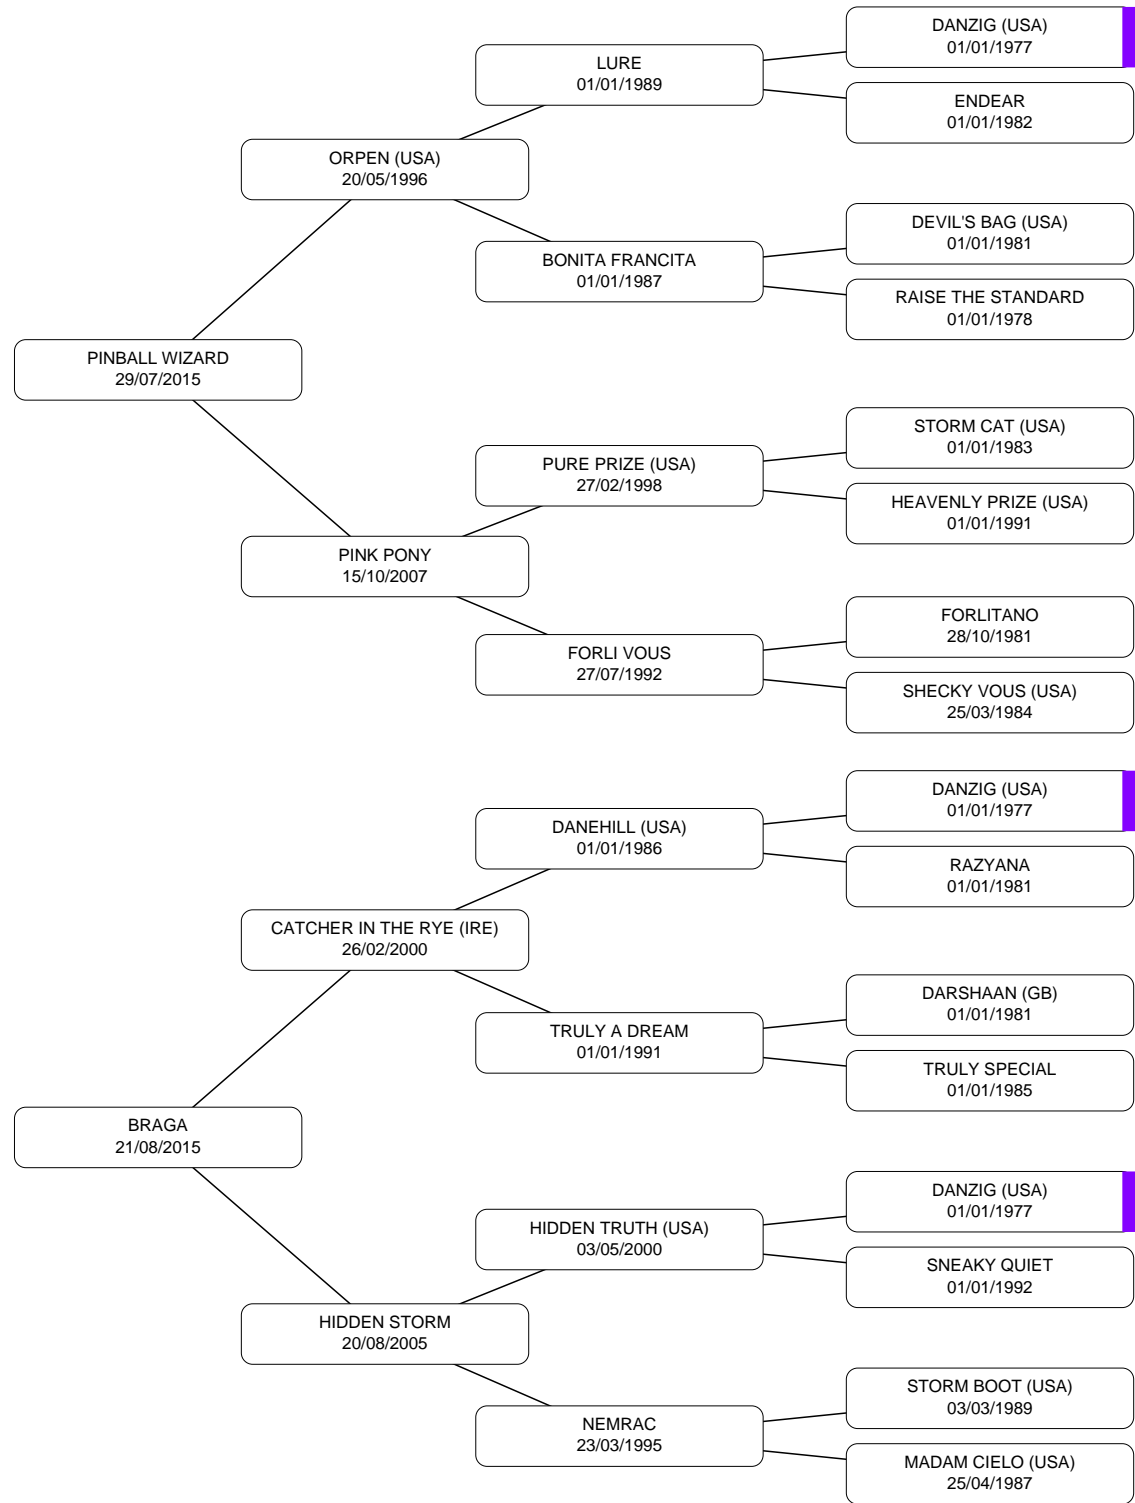 DANZIG (USA)
01/01/1977
LURE
01/01/1989
ENDEAR
01/01/1982
ORPEN (USA)
20/05/1996
DEVIL'S BAG (USA)
01/01/1981
BONITA FRANCITA
01/01/1987
RAISE THE STANDARD
01/01/1978
PINBALL WIZARD
29/07/2015
STORM CAT (USA)
01/01/1983
PURE PRIZE (USA)
27/02/1998
HEAVENLY PRIZE (USA)
01/01/1991
PINK PONY
15/10/2007
FORLITANO
28/10/1981
FORLI VOUS
27/07/1992
SHECKY VOUS (USA)
25/03/1984
DANZIG (USA)
01/01/1977
DANEHILL (USA)
01/01/1986
RAZYANA
01/01/1981
CATCHER IN THE RYE (IRE)
26/02/2000
DARSHAAN (GB)
01/01/1981
TRULY A DREAM
01/01/1991
TRULY SPECIAL
01/01/1985
BRAGA
21/08/2015
DANZIG (USA)
01/01/1977
HIDDEN TRUTH (USA)
03/05/2000
SNEAKY QUIET
01/01/1992
HIDDEN STORM
20/08/2005
STORM BOOT (USA)
03/03/1989
NEMRAC
23/03/1995
MADAM CIELO (USA)
25/04/1987